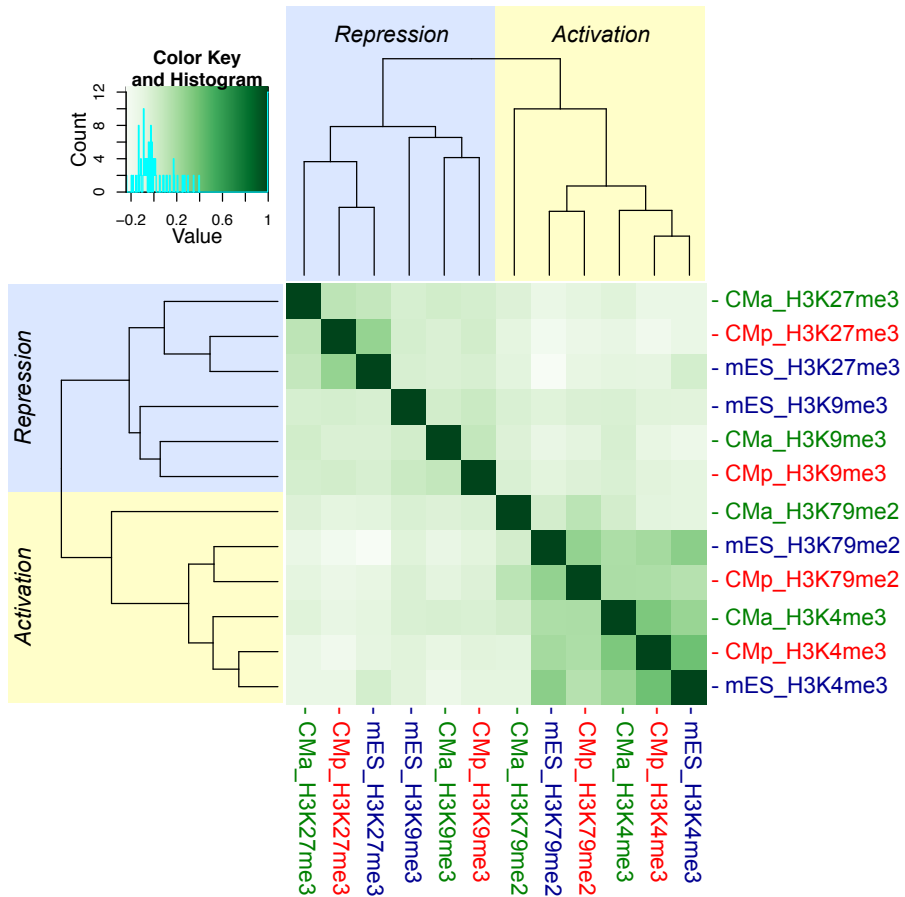 Repression
Activation
Color Key
and Histogram
Count
12
8
4
0
−0.2 0.2 0.6 1
Value
Repression
Activation
- CMa_H3K27me3
- CMp_H3K27me3
- mES_H3K27me3
- mES_H3K9me3
- CMa_H3K9me3
- CMp_H3K9me3
- CMa_H3K79me2
- mES_H3K79me2
- CMp_H3K79me2
- CMa_H3K4me3
- CMp_H3K4me3
- mES_H3K4me3
- CMa_H3K27me3
- CMp_H3K27me3
- mES_H3K27me3
- mES_H3K9me3
- CMa_H3K9me3
- CMp_H3K9me3
- CMa_H3K79me2
- mES_H3K79me2
- CMp_H3K79me2
- CMa_H3K4me3
- CMp_H3K4me3
- mES_H3K4me3